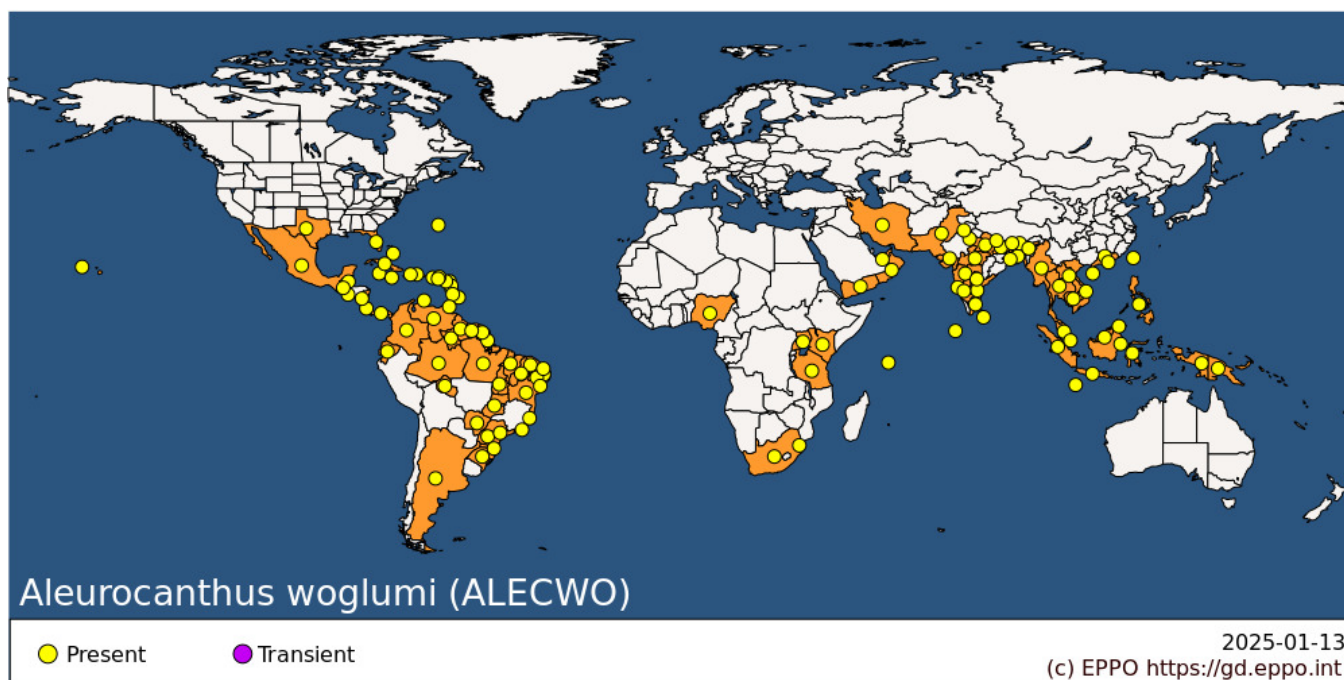 Aleurocanthus woglumi (ALECWO)
Present
Transient
2025-01-13
(c) EPPO https://gd.eppo.int